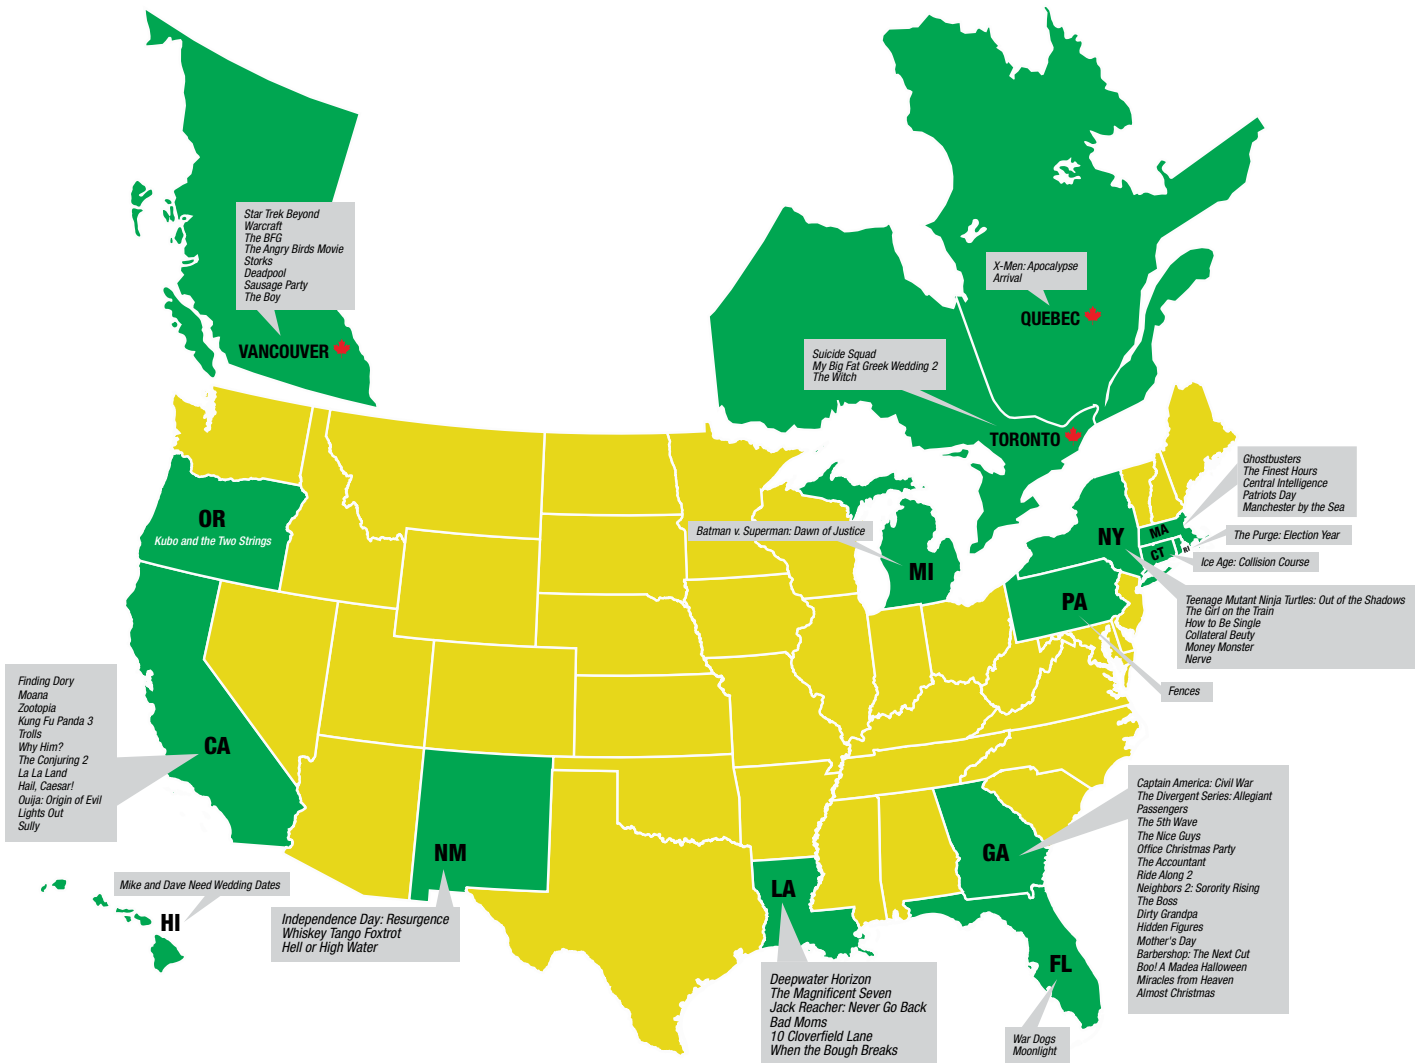 Star Trek Beyond
Warcraft
The BFG
The Angry Birds Movie
Storks
Deadpool
Sausage Party
The Boy
VANCOUVER
X-Men: Apocalypse
Arrival
QUEBEC
Suicide Squad
My Big Fat Greek Wedding 2
The Witch
TORONTO
OR
Kubo and the Two Strings
Batman v. Superman: Dawn of Justice
MI
Ghostbusters
The Finest Hours
Central Intelligence
Patriots Day
Manchester by the Sea
MA
NY
The Purge: Election Year
RI
CT
Ice Age: Collision Course
PA
Teenage Mutant Ninja Turtles: Out of the Shadows
The Girl on the Train
How to Be Single
Collateral Beuty
Money Monster
Nerve
Fences
Finding Dory
Moana
Zootopia
Kung Fu Panda 3
Trolls
Why Him?
The Conjuring 2
La La Land
Hail, Caesar!
Ouija: Origin of Evil
Lights Out
Sully
CA
Mike and Dave Need Wedding Dates
HI
NM
Independence Day: Resurgence
Whiskey Tango Foxtrot
Hell or High Water
LA
Deepwater Horizon
The Magnificent Seven
Jack Reacher: Never Go Back
Bad Moms
10 Cloverfield Lane
When the Bough Breaks
GA
Captain America: Civil War
The Divergent Series: Allegiant
Passengers
The 5th Wave
The Nice Guys
Office Christmas Party
The Accountant
Ride Along 2
Neighbors 2: Sorority Rising
The Boss
Dirty Grandpa
Hidden Figures
Mother's Day
Barbershop: The Next Cut
Boo! A Madea Halloween
Miracles from Heaven
Almost Christmas
FL
War Dogs
Moonlight